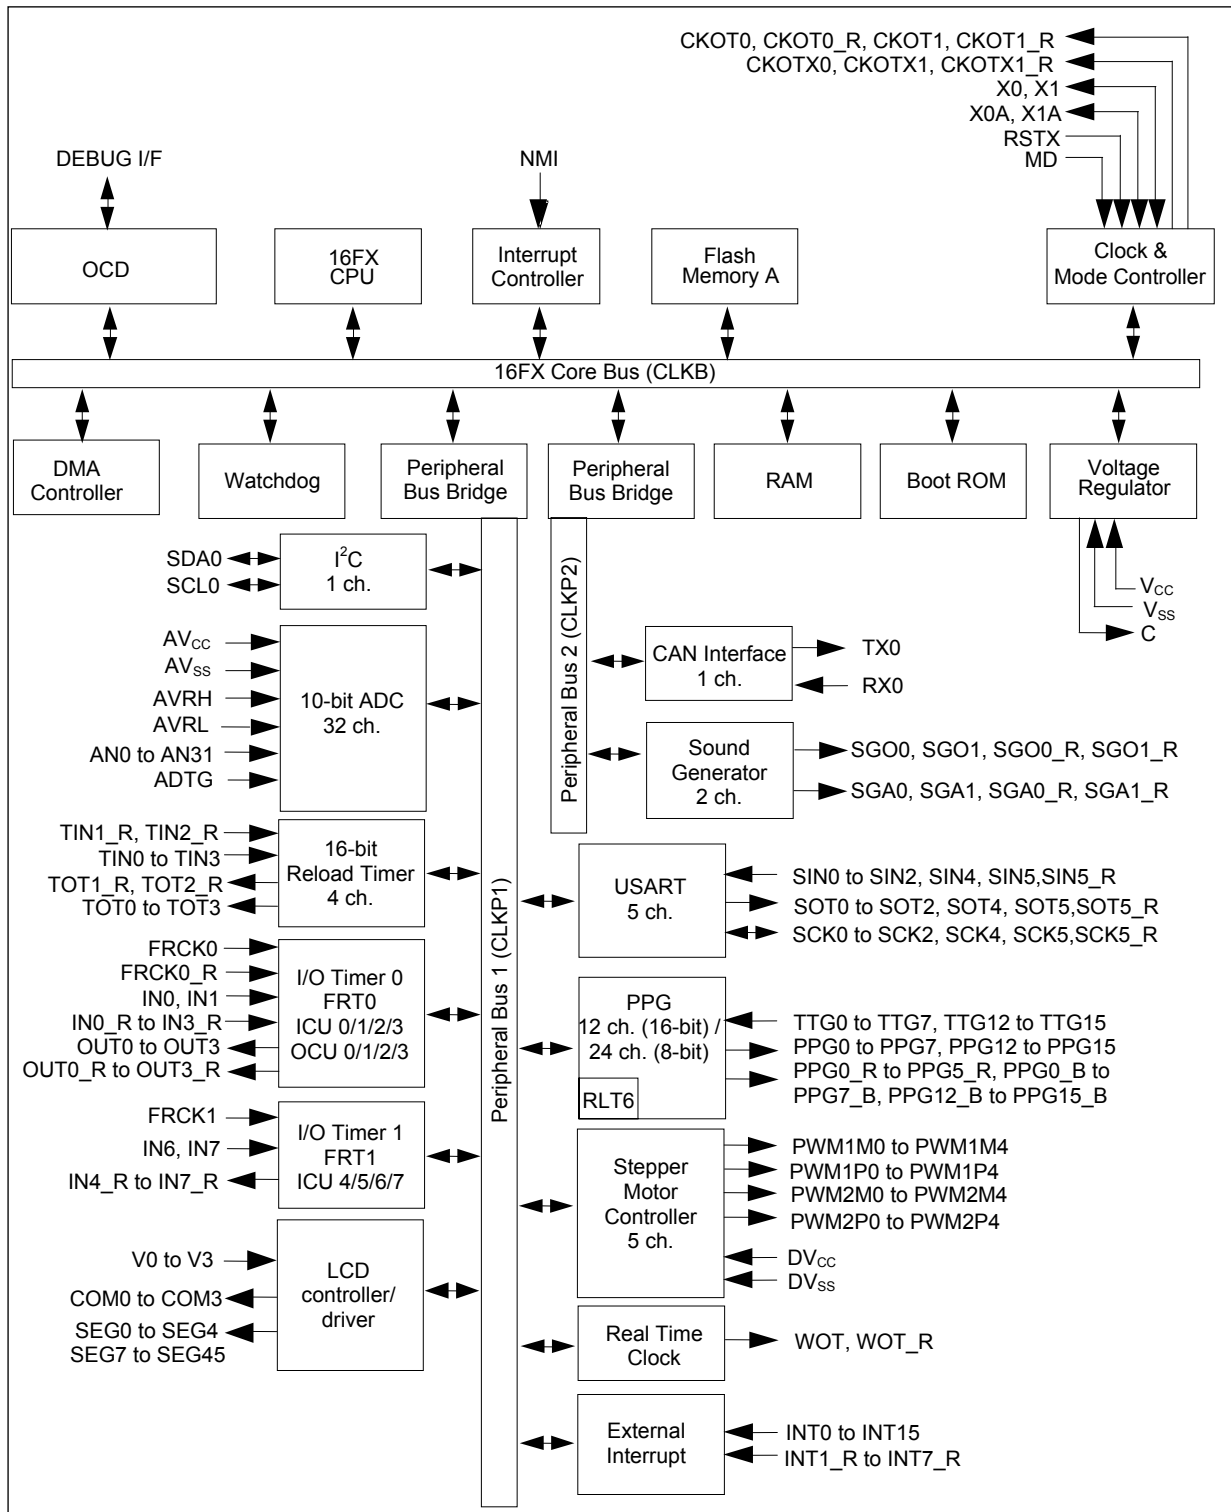 CKOT0, CKOT0_R, CKOT1, CKOT1_R
CKOTX0, CKOTX1, CKOTX1_R
X0, X1
X0A, X1A
RSTX
MD
DEBUG I/F
NMI
OCD
16FX
CPU
Interrupt
Controller
Flash
Memory A
Clock &
Mode Controller
16FX Core Bus (CLKB)
DMA
Controller
Watchdog
Peripheral
Bus Bridge
Peripheral
Bus Bridge
RAM
Boot ROM
Voltage
Regulator
VCC
VSS
C
Peripheral Bus 1 (CLKP1)
Peripheral Bus 2 (CLKP2)
SDA0
SCL0
I²C
1 ch.
AVCC
AVSS
AVRH
AVRL
AN0 to AN31
ADTG
10-bit ADC
32 ch.
TIN1_R, TIN2_R
TIN0 to TIN3
TOT1_R, TOT2_R
TOT0 to TOT3
16-bit
Reload Timer
4 ch.
FRCK0
FRCK0_R
IN0, IN1
IN0_R to IN3_R
OUT0 to OUT3
OUT0_R to OUT3_R
I/O Timer 0
FRT0
ICU 0/1/2/3
OCU 0/1/2/3
FRCK1
IN6, IN7
IN4_R to IN7_R
I/O Timer 1
FRT1
ICU 4/5/6/7
V0 to V3
COM0 to COM3
SEG0 to SEG4
SEG7 to SEG45
LCD
controller/
driver
CAN Interface
1 ch.
TX0
RX0
Sound
Generator
2 ch.
SGO0, SGO1, SGO0_R, SGO1_R
SGA0, SGA1, SGA0_R, SGA1_R
USART
5 ch.
SIN0 to SIN2, SIN4, SIN5,SIN5_R
SOT0 to SOT2, SOT4, SOT5,SOT5_R
SCK0 to SCK2, SCK4, SCK5,SCK5_R
PPG
12 ch. (16-bit) /
24 ch. (8-bit)
RLT6
TTG0 to TTG7, TTG12 to TTG15
PPG0 to PPG7, PPG12 to PPG15
PPG0_R to PPG5_R, PPG0_B to
PPG7_B, PPG12_B to PPG15_B
Stepper
Motor
Controller
5 ch.
PWM1M0 to PWM1M4
PWM1P0 to PWM1P4
PWM2M0 to PWM2M4
PWM2P0 to PWM2P4
DVCC
DVSS
Real Time
Clock
WOT, WOT_R
External
Interrupt
INT0 to INT15
INT1_R to INT7_R